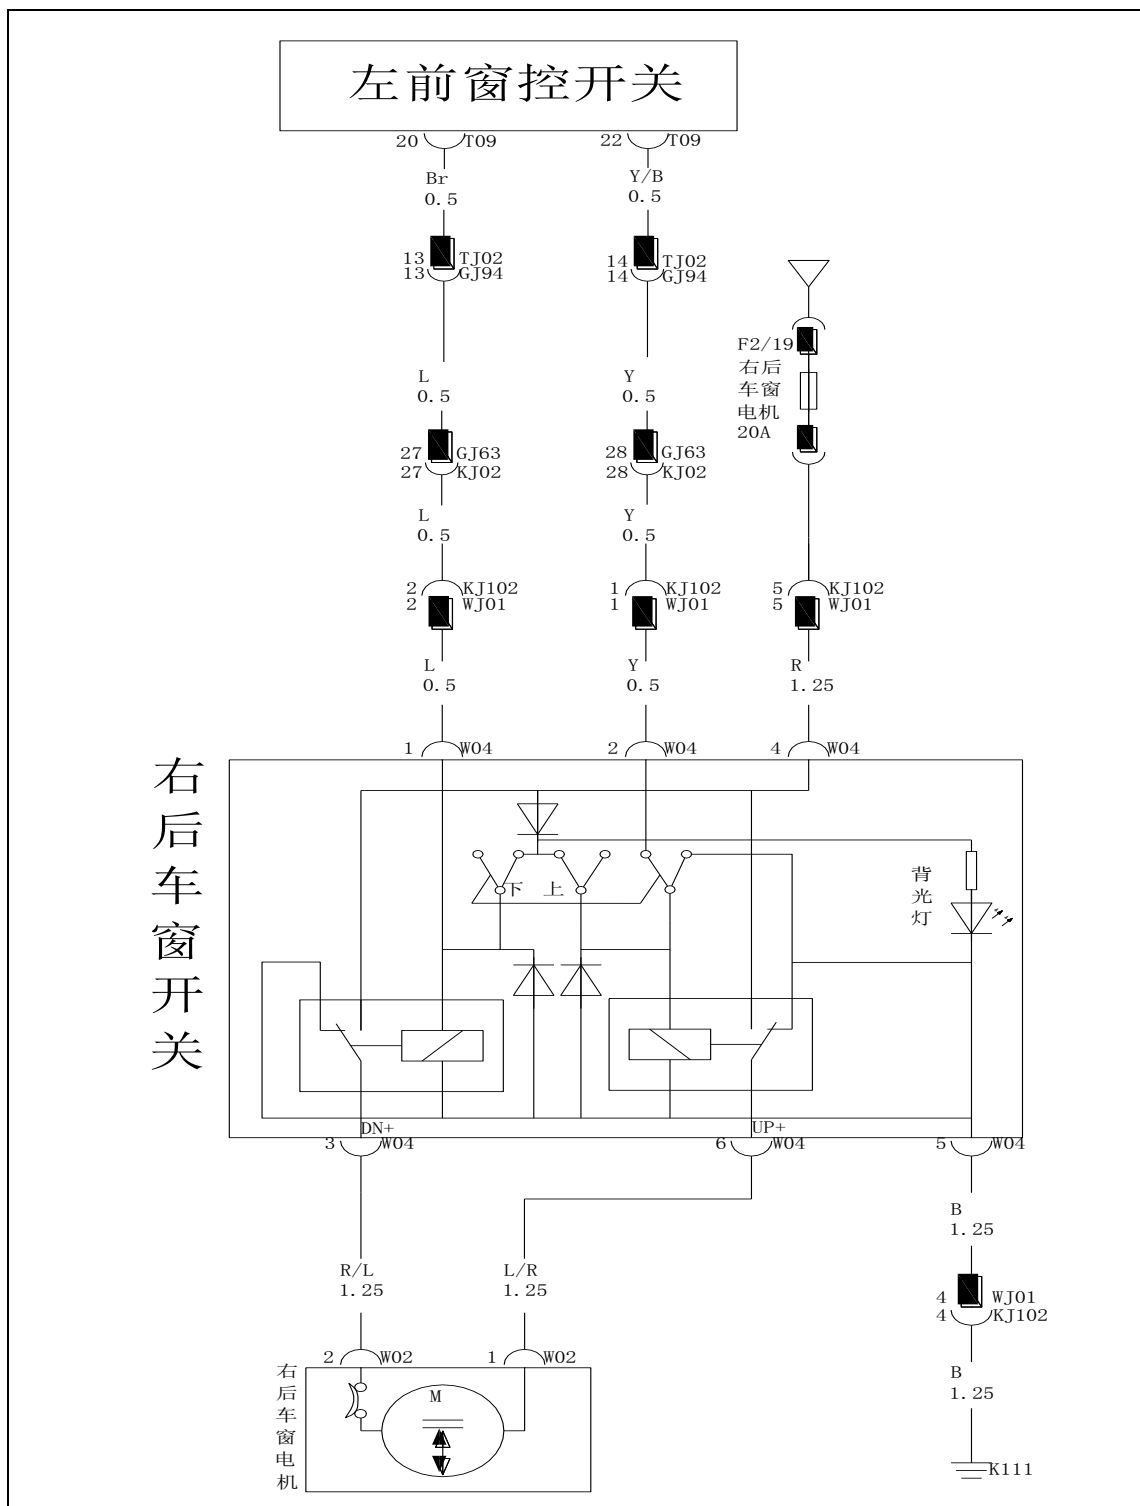 左前窗控开关
20 T09 22 T09
Br Y/B
0.5 0.5
13 TJ02 14 TJ02
13 GJ94 14 GJ94
F2/19
右后
车窗
电机
20A
L Y
0.5 0.5
27 GJ63 28 GJ63
27 KJ02 28 KJ02
L Y
0.5 0.5
2 KJ102 1 KJ102 5 KJ102
2 WJ01 1 WJ01 5 WJ01
L Y R
0.5 0.5 1.25
1 W04 2 W04 4 W04
右后车窗开关
下 上
背光灯
DN+ UP+
3 W04 6 W04 5 W04
B
1.25
R/L L/R
1.25 1.25
4 WJ01
4 KJ102
2 W02 1 W02
右后车窗电机
M
B
1.25
K111